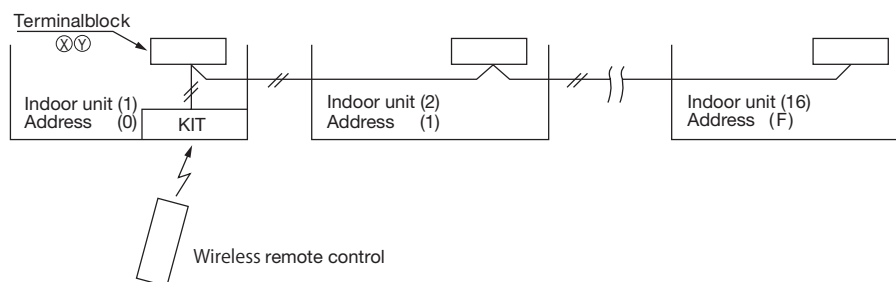 Terminalblock
Ⓧ Ⓨ
Indoor unit (1)
Address (0)
KIT
Indoor unit (2)
Address (1)
Indoor unit (16)
Address (F)
Wireless remote control